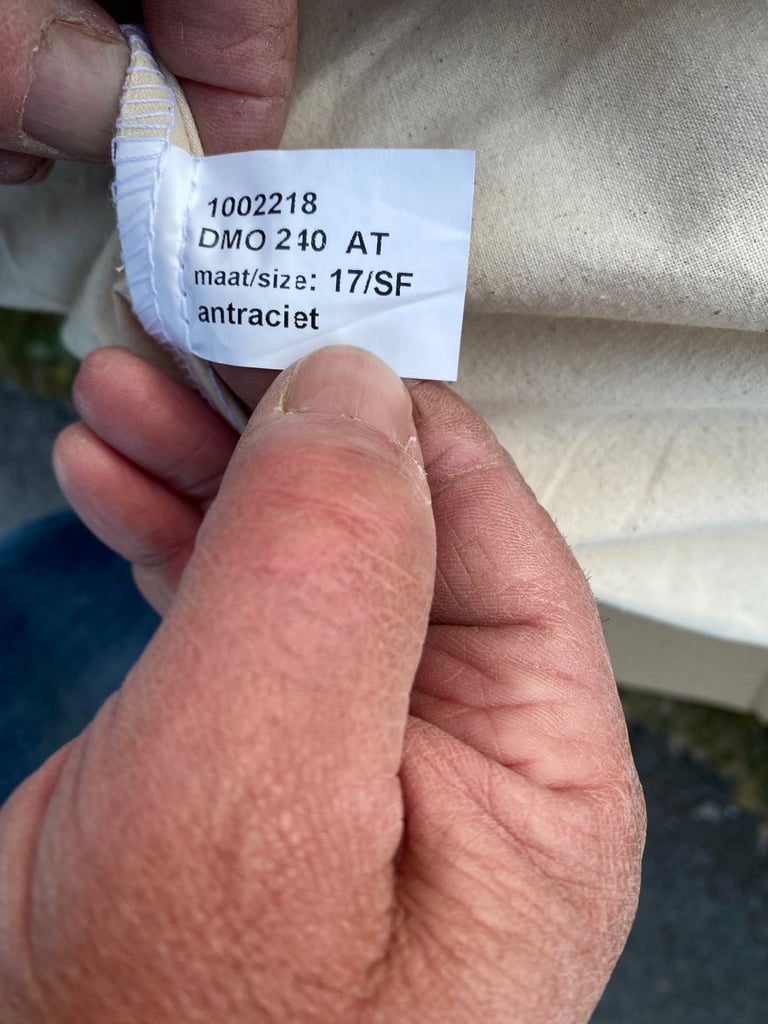 1002218
DMO 240 AT
maat/size: 17/SF
antraciet